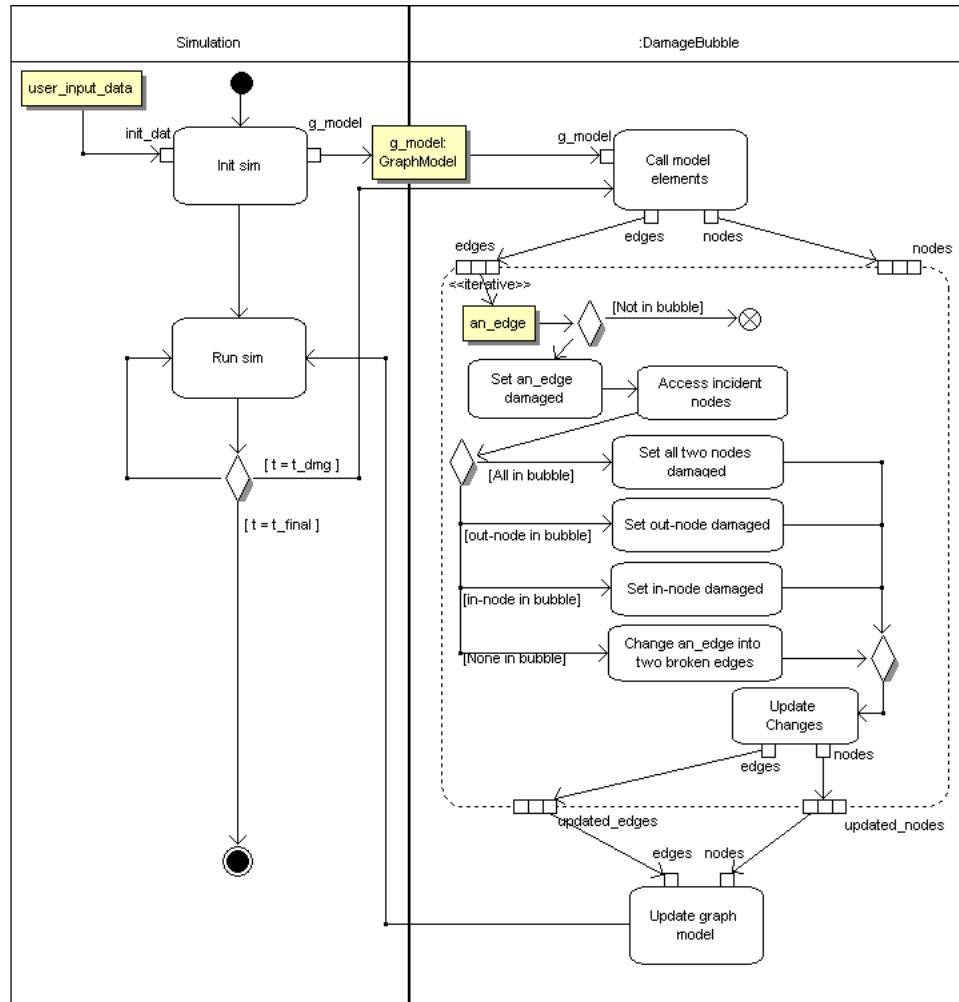 Simulation
:DamageBubble
user_input_data
init_dat
g_model
Init sim
g_model:
GraphModel
g_model
Call model
elements
edges
nodes
edges
nodes
<<iterative>>
an_edge
[Not in bubble]
Run sim
Set an_edge
damaged
Access incident
nodes
[ t = t_dmg ]
[All in bubble]
Set all two nodes
damaged
[ t = t_final ]
[out-node in bubble]
Set out-node damaged
[in-node in bubble]
Set in-node damaged
[None in bubble]
Change an_edge into
two broken edges
Update
Changes
edges
nodes
updated_edges
updated_nodes
edges
nodes
Update graph
model